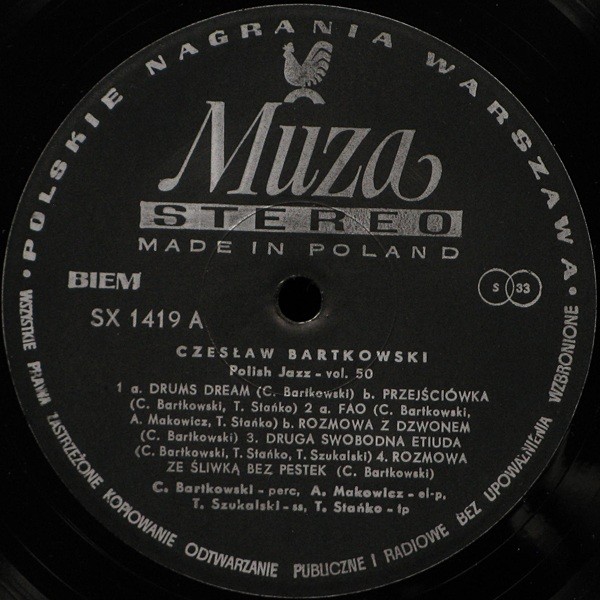 POLSKIE NAGRANIA WARSZAWA
Muza
STEREO
MADE IN POLAND
BIEM
S 33
SX 1419 A
CZESŁAW BARTKOWSKI
Polish Jazz - vol. 50
1 a. DRUMS DREAM (C. Bartkowski) b. PRZEJŚCIÓWKA
(C. Bartkowski, T. Stańko) 2 a. FAO (C. Bartkowski,
A. Makowicz, T. Stańko) b. ROZMOWA Z DZWONEM
(C. Bartkowski) 3. DRUGA SWOBODNA ETIUDA
(C. Bartkowski, T. Stańko, T. Szukalski) 4. ROZMOWA
ZE ŚLIWKĄ BEZ PESTEK (C. Bartkowski)
C. Bartkowski - perc, A. Makowicz - el-p,
T. Szukalski - ss, T. Stańko - tp
WSZYSTKIE PRAWA ZASTRZEŻONE KOPIOWANIE ODTWARZANIE PUBLICZNE I RADIOWE BEZ UPOWAŻNIENIA WZBRONIONE